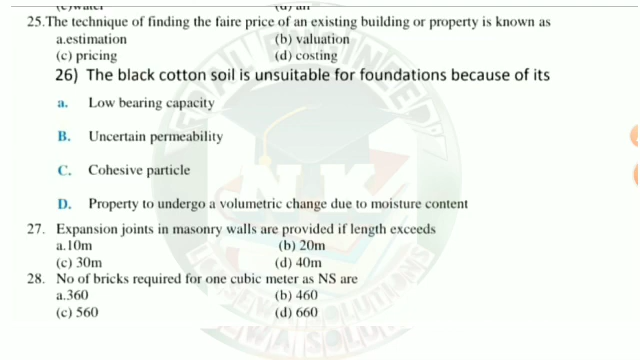 (c) water (d) all
25.The technique of finding the faire price of an existing building or property is known as
a.estimation (b) valuation
(c) pricing (d) costing
26) The black cotton soil is unsuitable for foundations because of its
a. Low bearing capacity
B. Uncertain permeability
C. Cohesive particle
D. Property to undergo a volumetric change due to moisture content
27. Expansion joints in masonry walls are provided if length exceeds
a.10m (b) 20m
(c) 30m (d) 40m
28. No of bricks required for one cubic meter as NS are
a.360 (b) 460
(c) 560 (d) 660